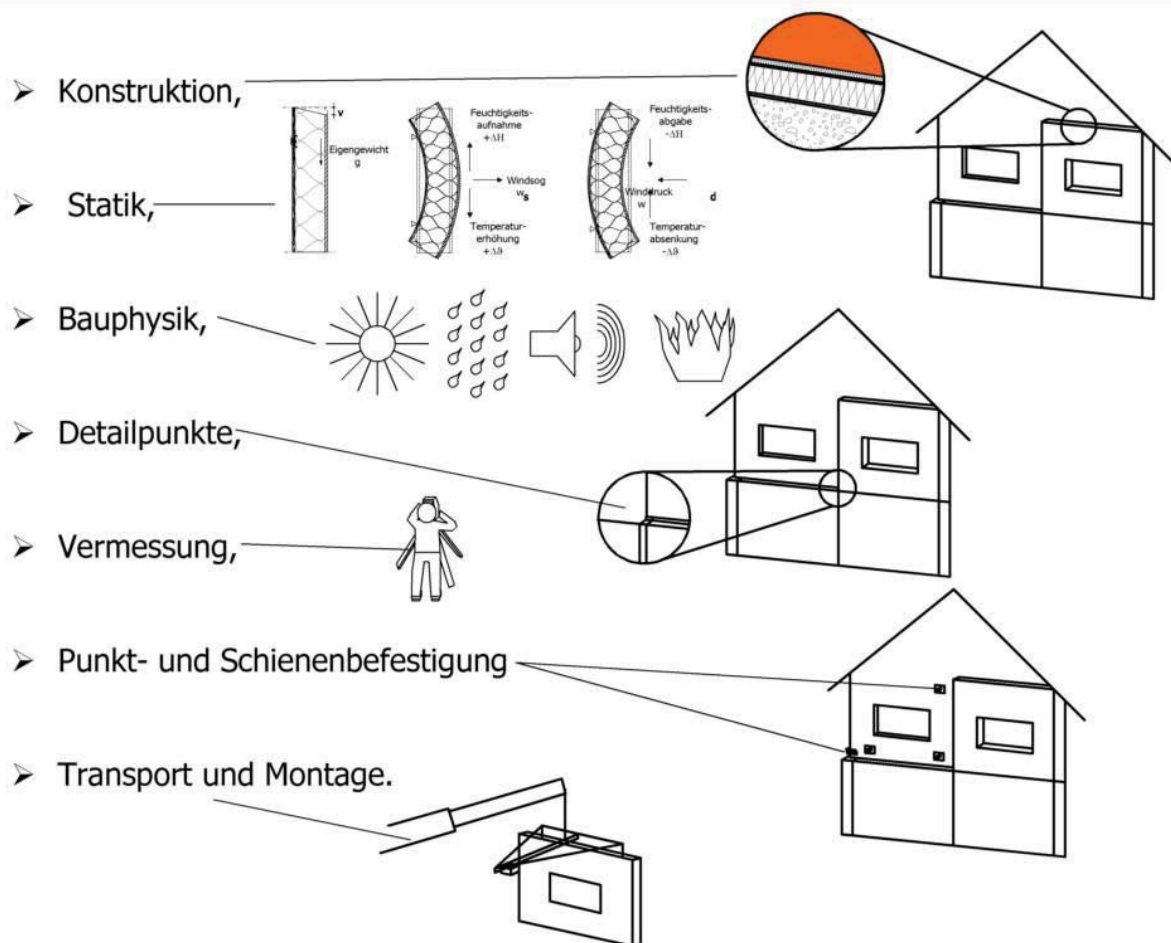 ➢ Konstruktion,
v
Eigengewicht
g
Feuchtigkeits-
aufnahme
+ΔH
Windsog
ws
Temperatur-
erhöhung
+Δϑ
Feuchtigkeits-
abgabe
-ΔH
Winddruck
w
d
Temperatur-
absenkung
-Δϑ
➢ Statik,
➢ Bauphysik,
➢ Detailpunkte,
➢ Vermessung,
➢ Punkt- und Schienenbefestigung
➢ Transport und Montage.